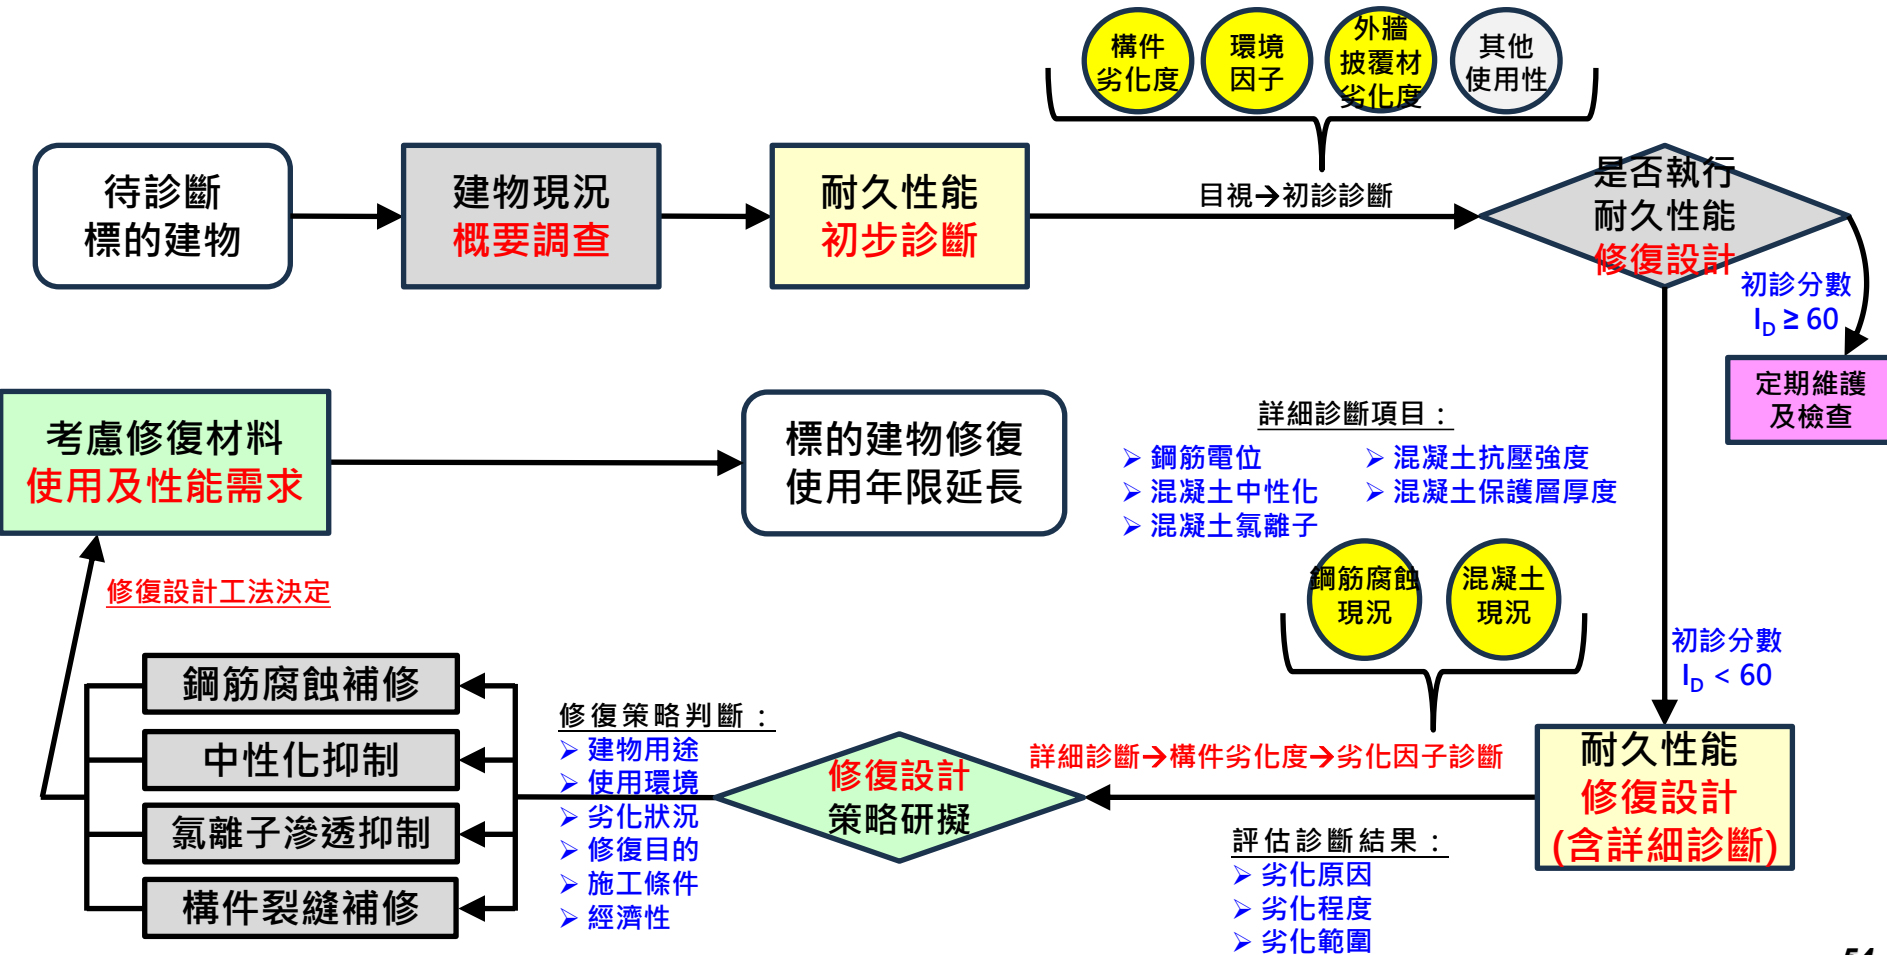 構件
劣化度
環境
因子
外牆
披覆材
劣化度
其他
使用性
待診斷
標的建物
建物現況
概要調查
耐久性能
初步診斷
目視→初診診斷
是否執行
耐久性能
修復設計
初診分數
I_D ≥ 60
定期維護
及檢查
考慮修復材料
使用及性能需求
標的建物修復
使用年限延長
詳細診斷項目：
➢ 鋼筋電位
➢ 混凝土中性化
➢ 混凝土氯離子
➢ 混凝土抗壓強度
➢ 混凝土保護層厚度
鋼筋腐蝕
現況
混凝土
現況
初診分數
I_D < 60
修復設計工法決定
鋼筋腐蝕補修
中性化抑制
氯離子滲透抑制
構件裂縫補修
修復策略判斷：
➢ 建物用途
➢ 使用環境
➢ 劣化狀況
➢ 修復目的
➢ 施工條件
➢ 經濟性
修復設計
策略研擬
詳細診斷→構件劣化度→劣化因子診斷
耐久性能
修復設計
(含詳細診斷)
評估診斷結果：
➢ 劣化原因
➢ 劣化程度
➢ 劣化範圍
54